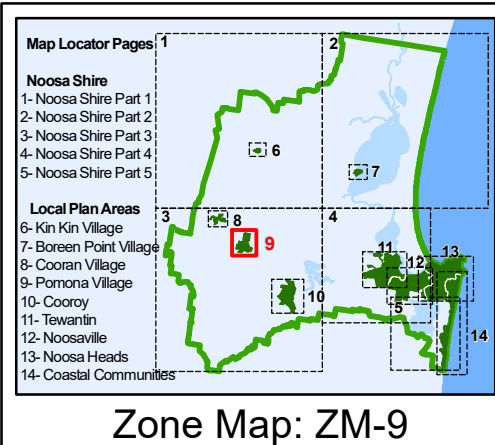 Map Locator Pages
Noosa Shire
1- Noosa Shire Part 1
2- Noosa Shire Part 2
3- Noosa Shire Part 3
4- Noosa Shire Part 4
5- Noosa Shire Part 5
Local Plan Areas
6- Kin Kin Village
7- Boreen Point Village
8- Cooran Village
9- Pomona Village
10- Cooroy
11- Tewantin
12- Noosaville
13- Noosa Heads
14- Coastal Communities
1
2
6
7
3
8
4
9
11
13
12
10
5
14
Zone Map: ZM-9